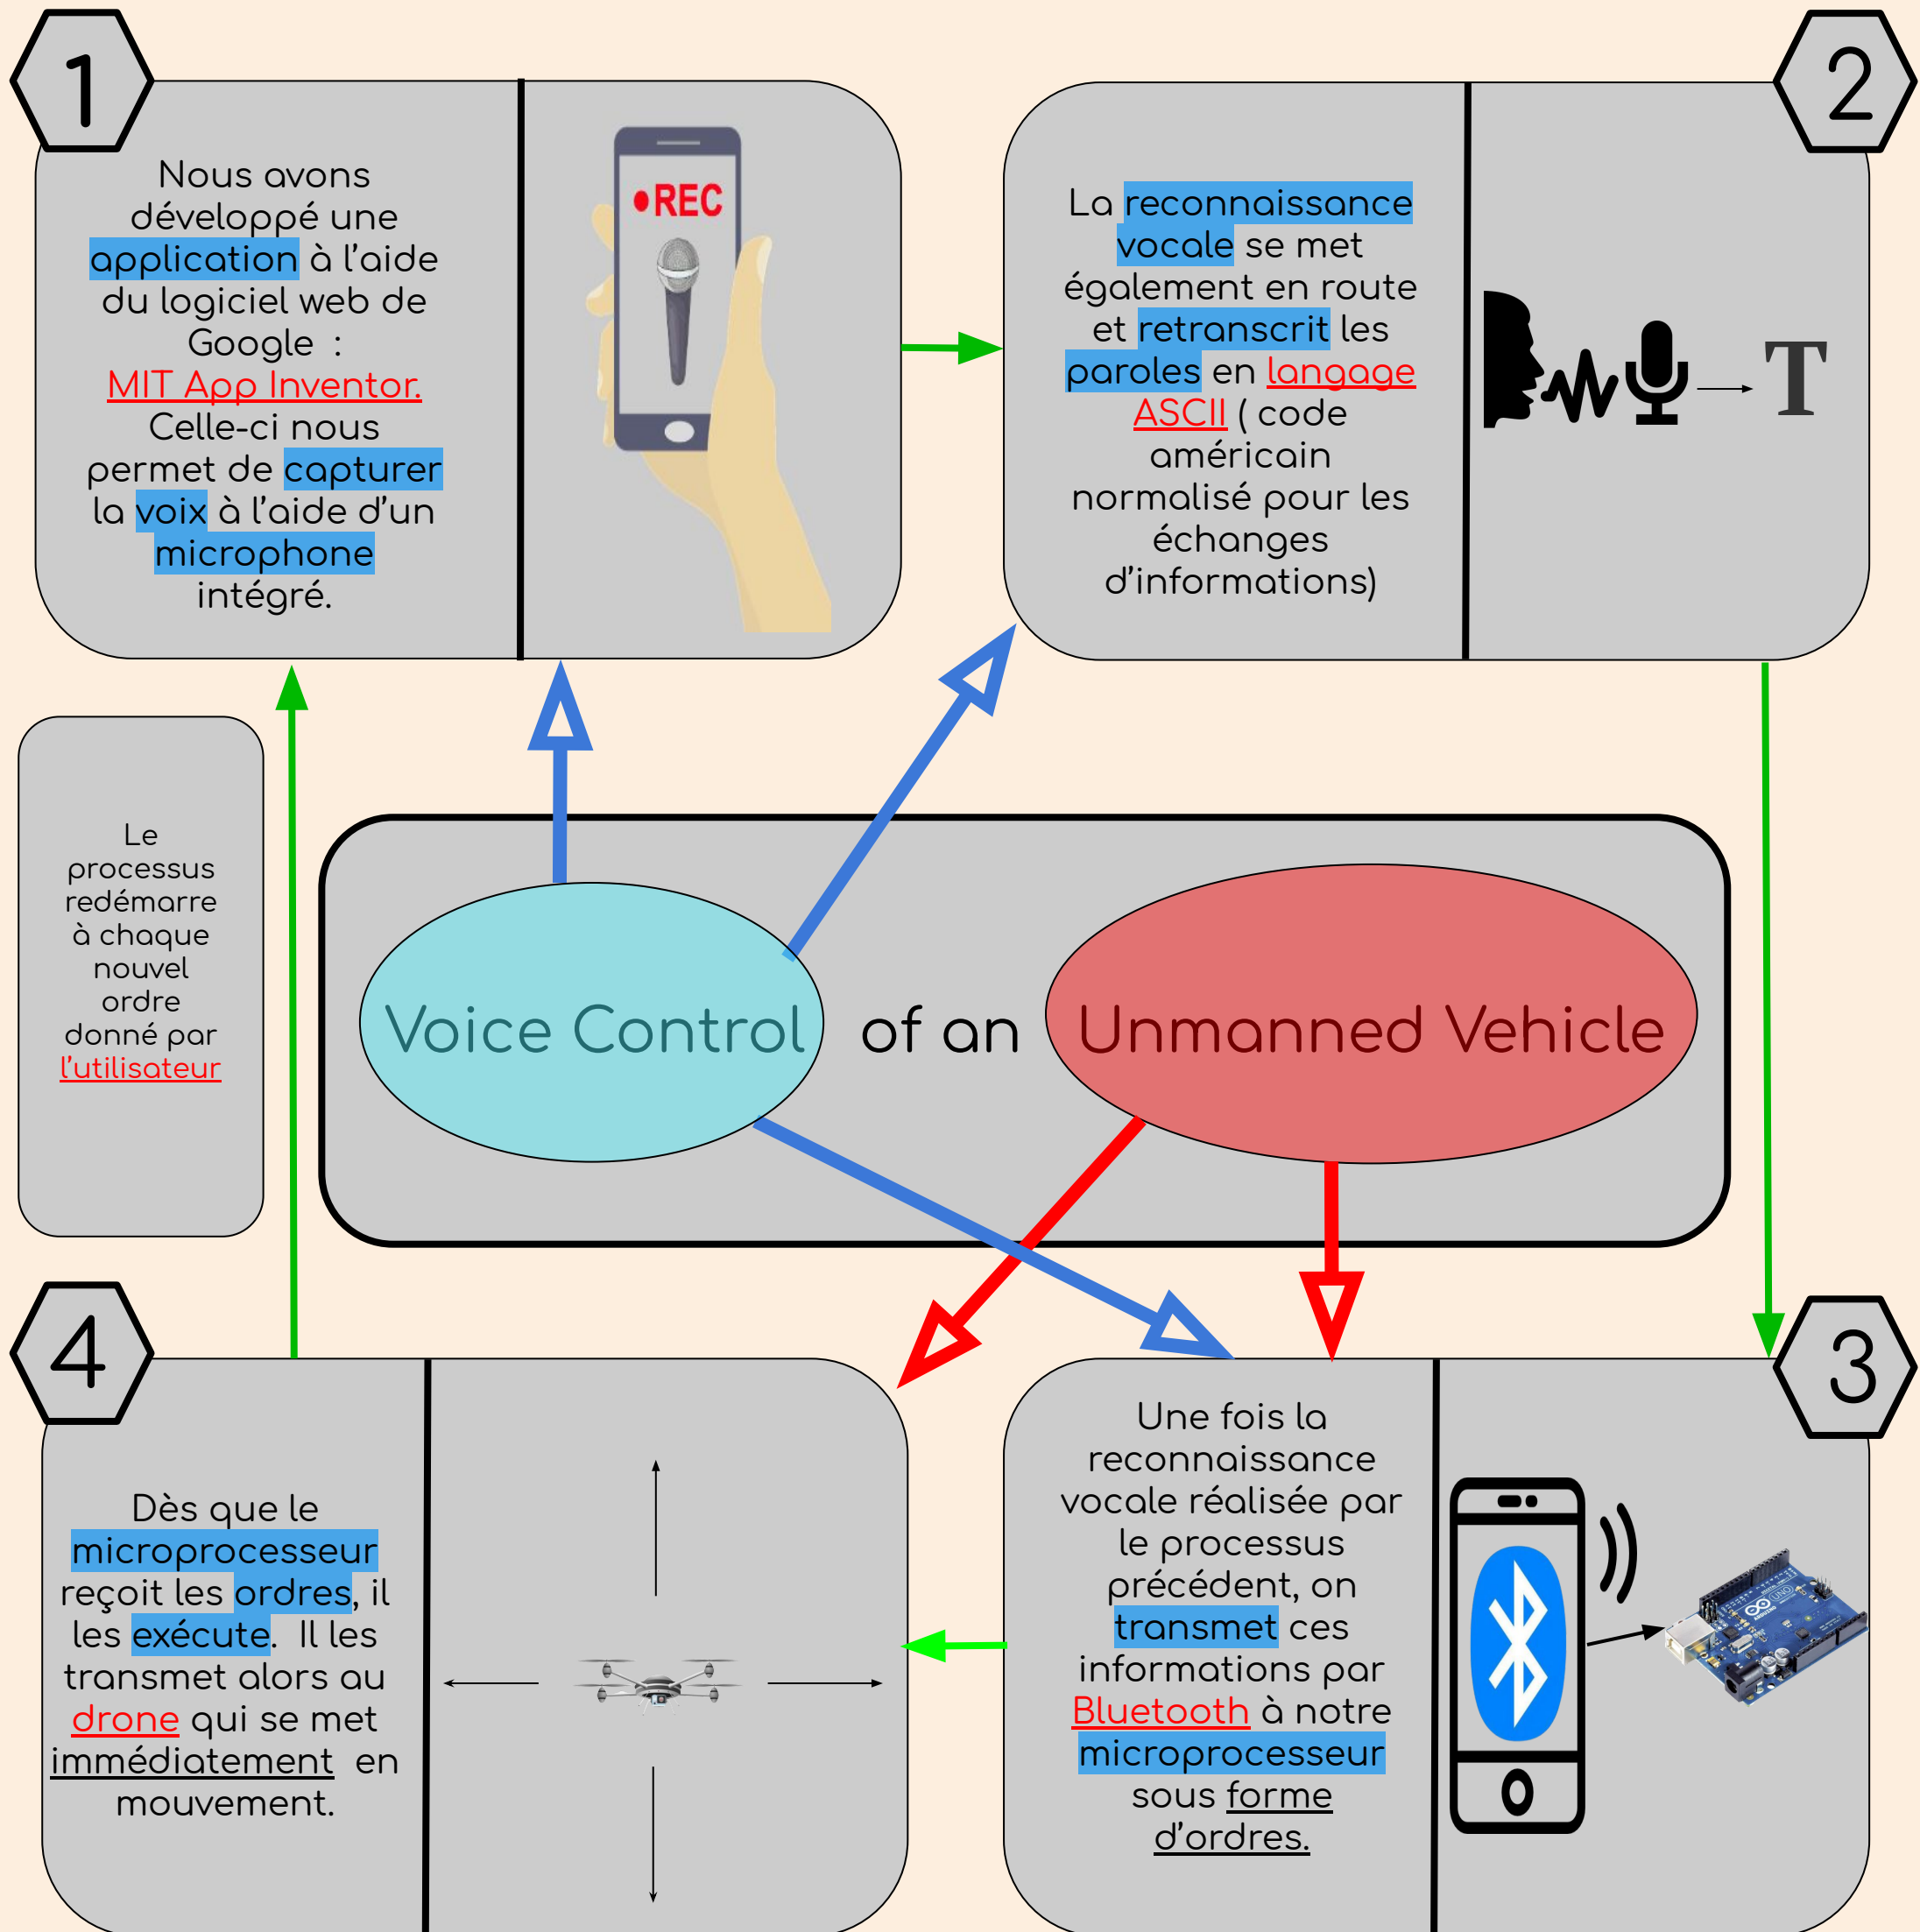 1
Nous avons
développé une
application à l'aide
du logiciel web de
Google :
MIT App Inventor.
Celle-ci nous
permet de capturer
la voix à l'aide d'un
microphone
intégré.
REC
2
La reconnaissance
vocale se met
également en route
et retranscrit les
paroles en langage
ASCII ( code
américain
normalisé pour les
échanges
d'informations)
T
Le
processus
redémarre
à chaque
nouvel
ordre
donné par
l'utilisateur
Voice Control of an Unmanned Vehicle
4
Dès que le
microprocesseur
reçoit les ordres, il
les exécute. Il les
transmet alors au
drone qui se met
immédiatement en
mouvement.
3
Une fois la
reconnaissance
vocale réalisée par
le processus
précédent, on
transmet ces
informations par
Bluetooth à notre
microprocesseur
sous forme
d'ordres.
UNO